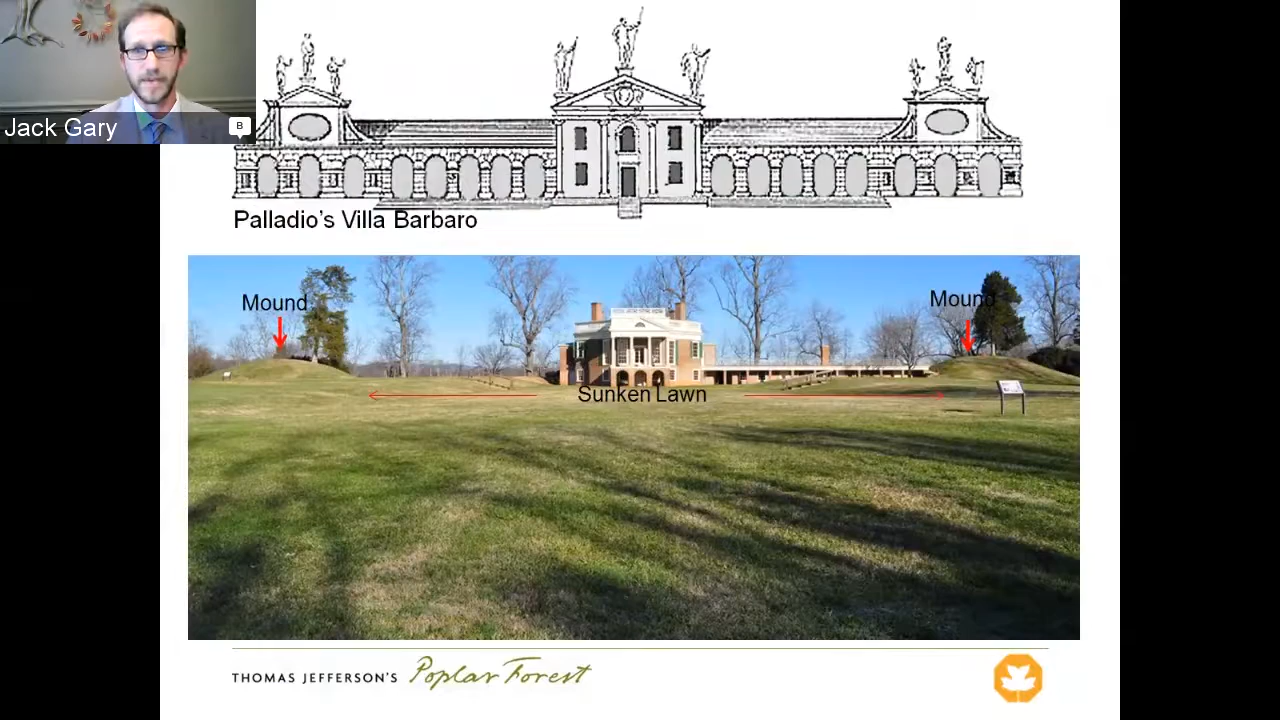 Jack Gary
B
Palladio's Villa Barbaro
Mound
Mound
Sunken Lawn
THOMAS JEFFERSON'S Poplar Forest